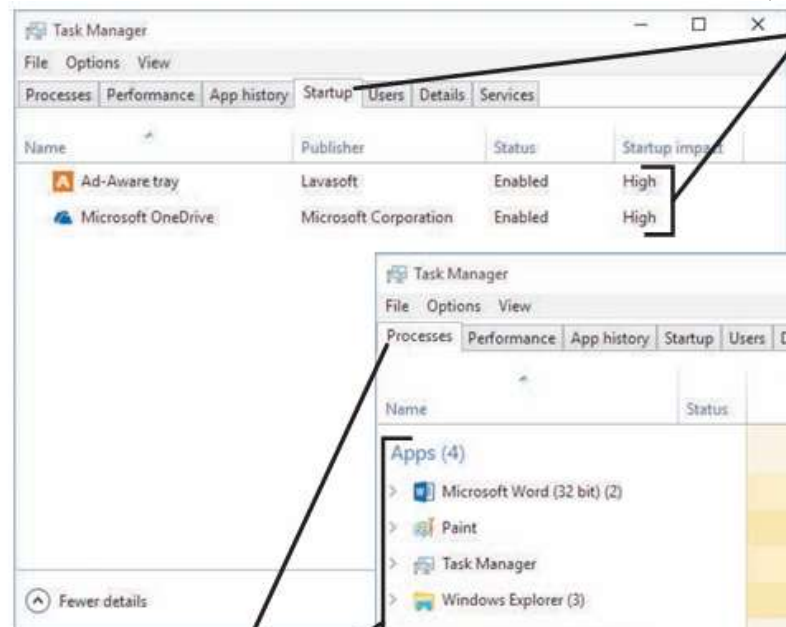 Task Manager
File Options View
Processes Performance App history Startup Users Details Services
Name Publisher Status Startup impact
Ad-Aware tray Lavasoft Enabled High
Microsoft OneDrive Microsoft Corporation Enabled High
Task Manager
File Options View
Processes Performance App history Startup Users
Name Status
Apps (4)
Microsoft Word (32 bit) (2)
Paint
Task Manager
Windows Explorer (3)
Fewer details